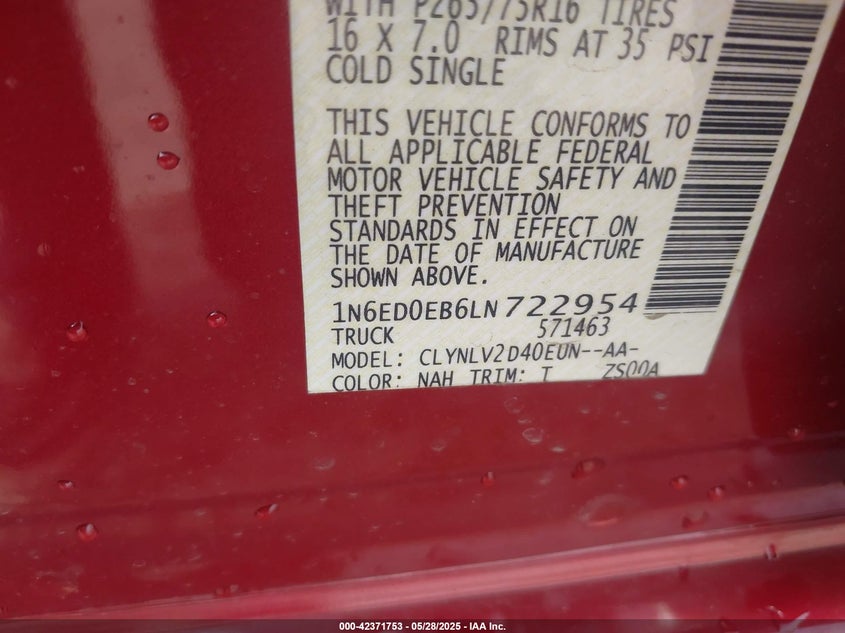 WITH P265/75R16 TIRES
16 X 7.0 RIMS AT 35 PSI
COLD SINGLE
THIS VEHICLE CONFORMS TO
ALL APPLICABLE FEDERAL
MOTOR VEHICLE SAFETY AND
THEFT PREVENTION
STANDARDS IN EFFECT ON
THE DATE OF MANUFACTURE
SHOWN ABOVE.
1N6ED0EB6LN722954
TRUCK 571463
MODEL: CLYNLV2D40EUN--AA-
COLOR: NAH TRIM: T ZS00A
000-42371753 - 05/28/2025 - IAA Inc.